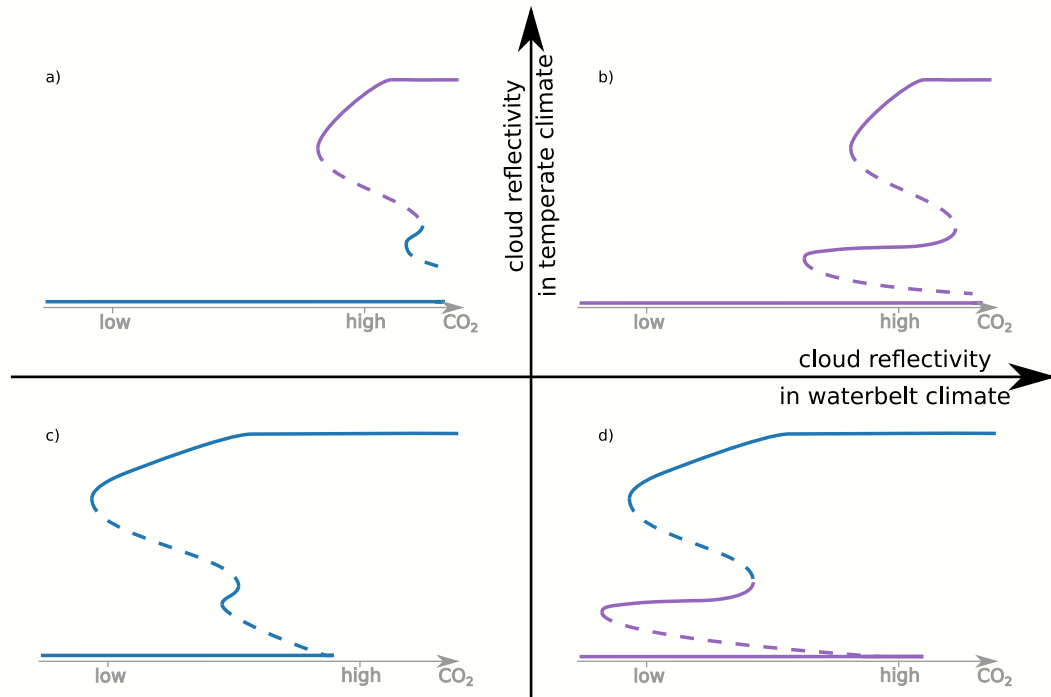 a)
b)
cloud reflectivity
in temperate climate
low
high
CO₂
low
high
CO₂
cloud reflectivity
in waterbelt climate
c)
d)
low
high
CO₂
low
high
CO₂